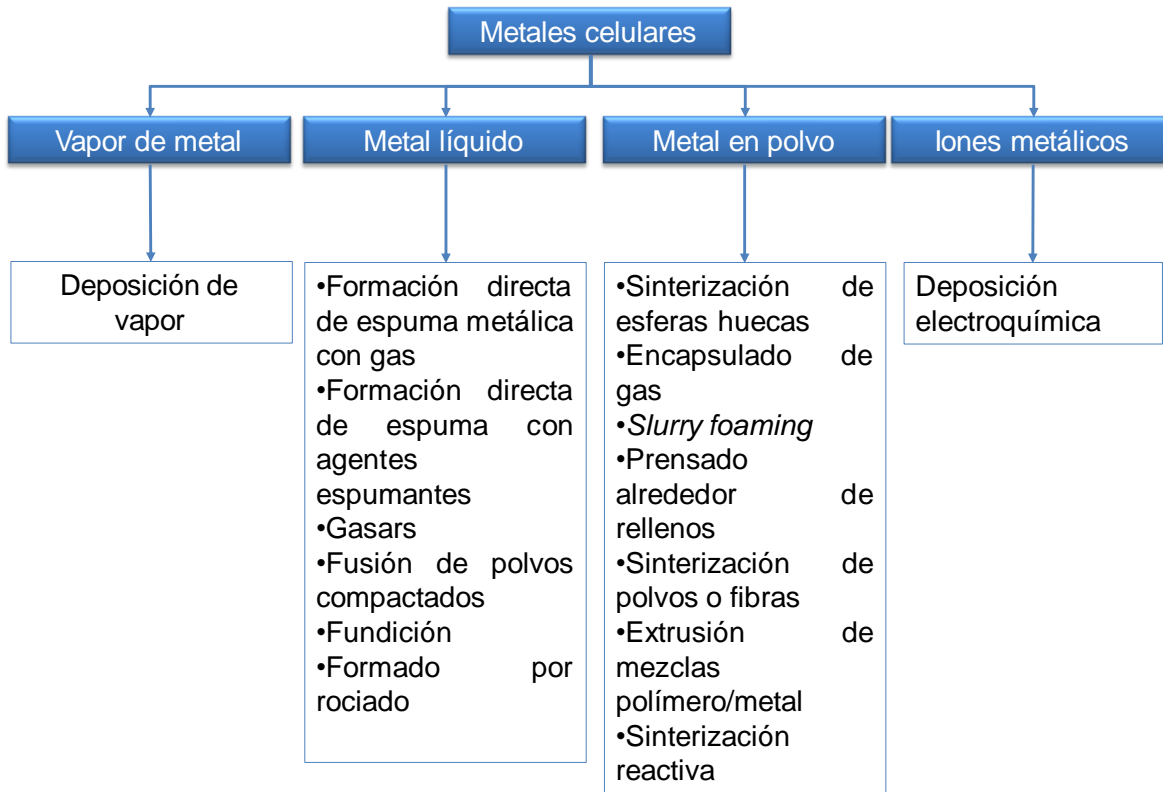 Metales celulares
Vapor de metal
Metal líquido
Metal en polvo
Iones metálicos
Deposición de
vapor
•Formación directa
de espuma metálica
con gas
•Formación directa
de espuma con
agentes
espumantes
•Gasars
•Fusión de polvos
compactados
•Fundición
•Formado por
rociado
•Sinterización de
esferas huecas
•Encapsulado de
gas
•Slurry foaming
•Prensado
alrededor de
rellenos
•Sinterización de
polvos o fibras
•Extrusión de
mezclas
polímero/metal
•Sinterización
reactiva
Deposición
electroquímica